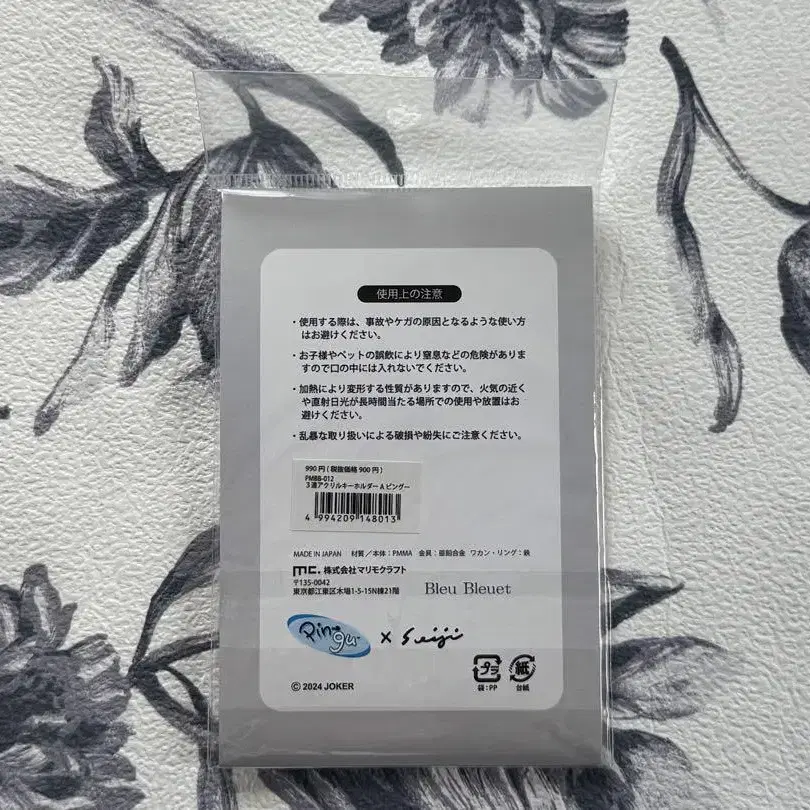 使用上の注意
・使用する際は、事故やケガの原因となるような使い方
はお避けください。
・お子様やペットの誤飲により窒息などの危険がありま
すので口の中には入れないでください。
・加熱により変形する性質がありますので、火気の近く
や直射日光が長時間当たる場所での使用や放置はお
避けください。
・乱暴な取り扱いによる破損や紛失にご注意ください。
990円(税抜価格900円)
PMBB-012
3連アクリルキーホルダーAピングー
4 994209 148013
MADE IN JAPAN 材質/本体:PMMA 金具:亜鉛合金 ワカン・リング:鉄
mc. 株式会社マリモクラフト
〒135-0042
東京都江東区木場1-5-15N棟21階
Bleu Bleuet
Pingu × Seiji
プラ 紙
袋:PP 台紙
© 2024 JOKER